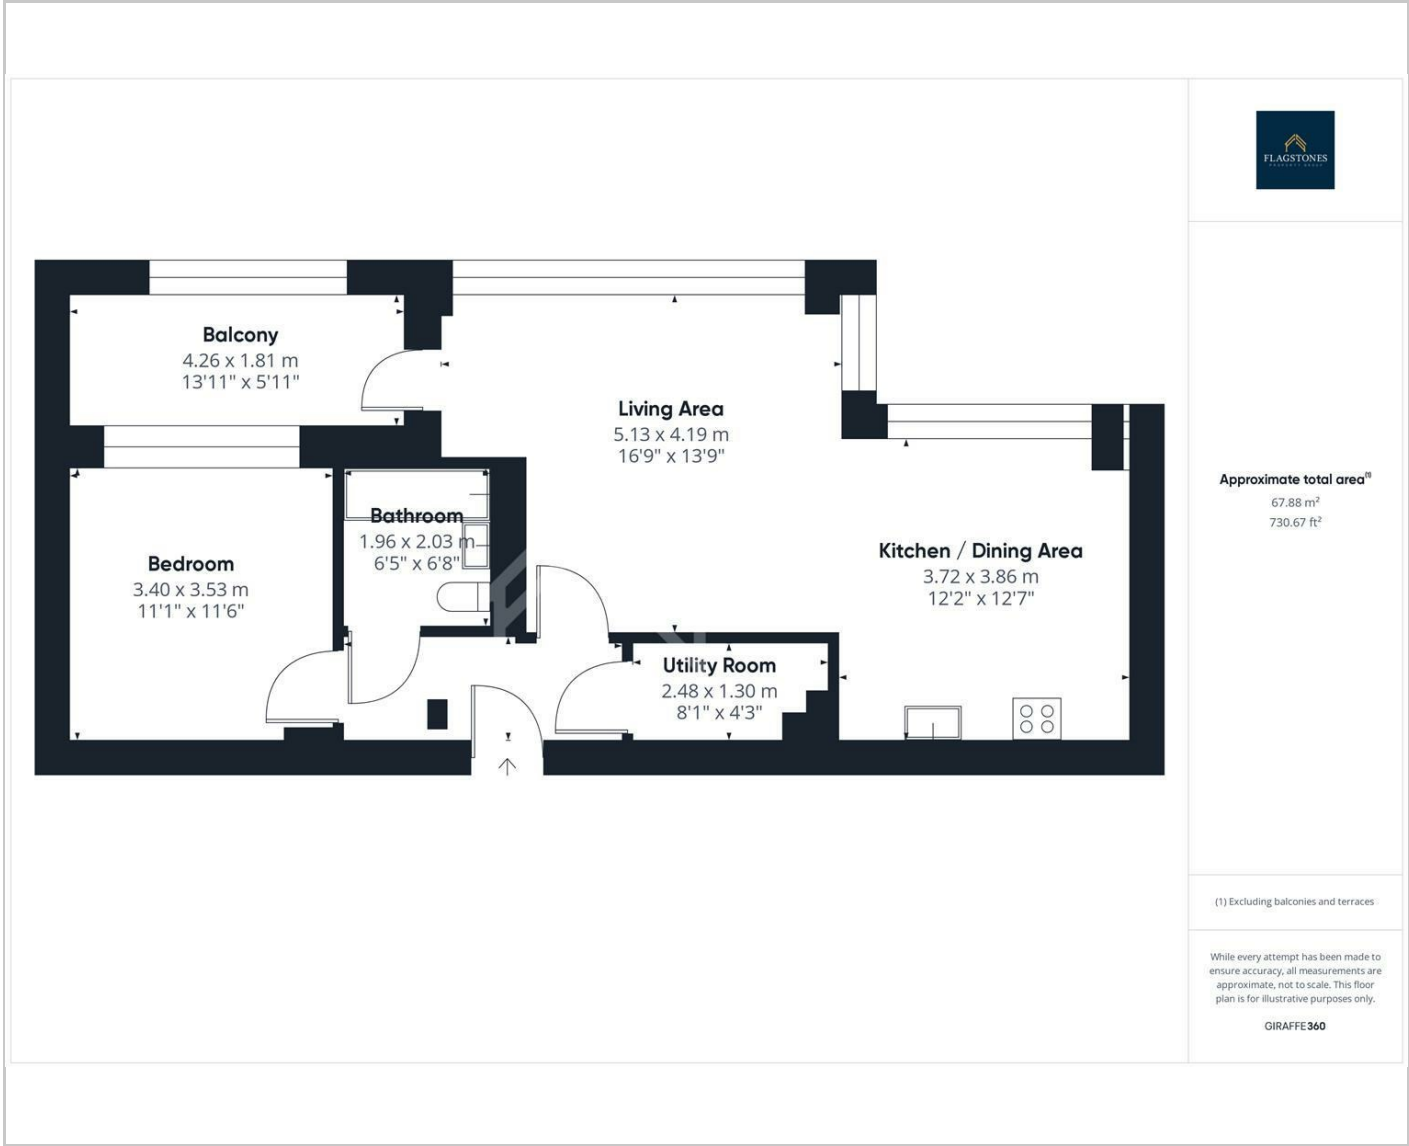 FLAGSTONES
Balcony
4.26 x 1.81 m
13'11" x 5'11"
Living Area
5.13 x 4.19 m
16'9" x 13'9"
Bathroom
1.96 x 2.03 m
6'5" x 6'8"
Bedroom
3.40 x 3.53 m
11'1" x 11'6"
Kitchen / Dining Area
3.72 x 3.86 m
12'2" x 12'7"
Utility Room
2.48 x 1.30 m
8'1" x 4'3"
Approximate total area(1)
67.88 m²
730.67 ft²
(1) Excluding balconies and terraces
While every attempt has been made to
ensure accuracy, all measurements are
approximate, not to scale. This floor
plan is for illustrative purposes only.
GIRAFFE360